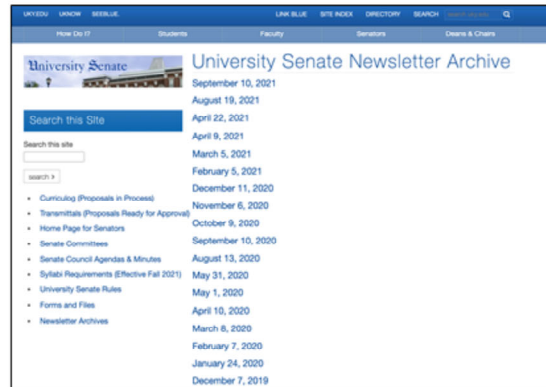 UKY.EDU UKNOW SEEBLUE. LINK BLUE SITE INDEX DIRECTORY SEARCH
How Do I? Students Faculty Senators Deans & Chairs
University Senate
Search this Site
Search this site
search >
Curriculog (Proposals in Process)
Transmittals (Proposals Ready for Approval)
Home Page for Senators
Senate Committees
Senate Council Agendas & Minutes
Syllabi Requirements (Effective Fall 2021)
University Senate Rules
Forms and Files
Newsletter Archives
University Senate Newsletter Archive
September 10, 2021
August 19, 2021
April 22, 2021
April 9, 2021
March 5, 2021
February 5, 2021
December 11, 2020
November 6, 2020
October 9, 2020
September 10, 2020
August 13, 2020
May 31, 2020
May 1, 2020
April 10, 2020
March 8, 2020
February 7, 2020
January 24, 2020
December 7, 2019